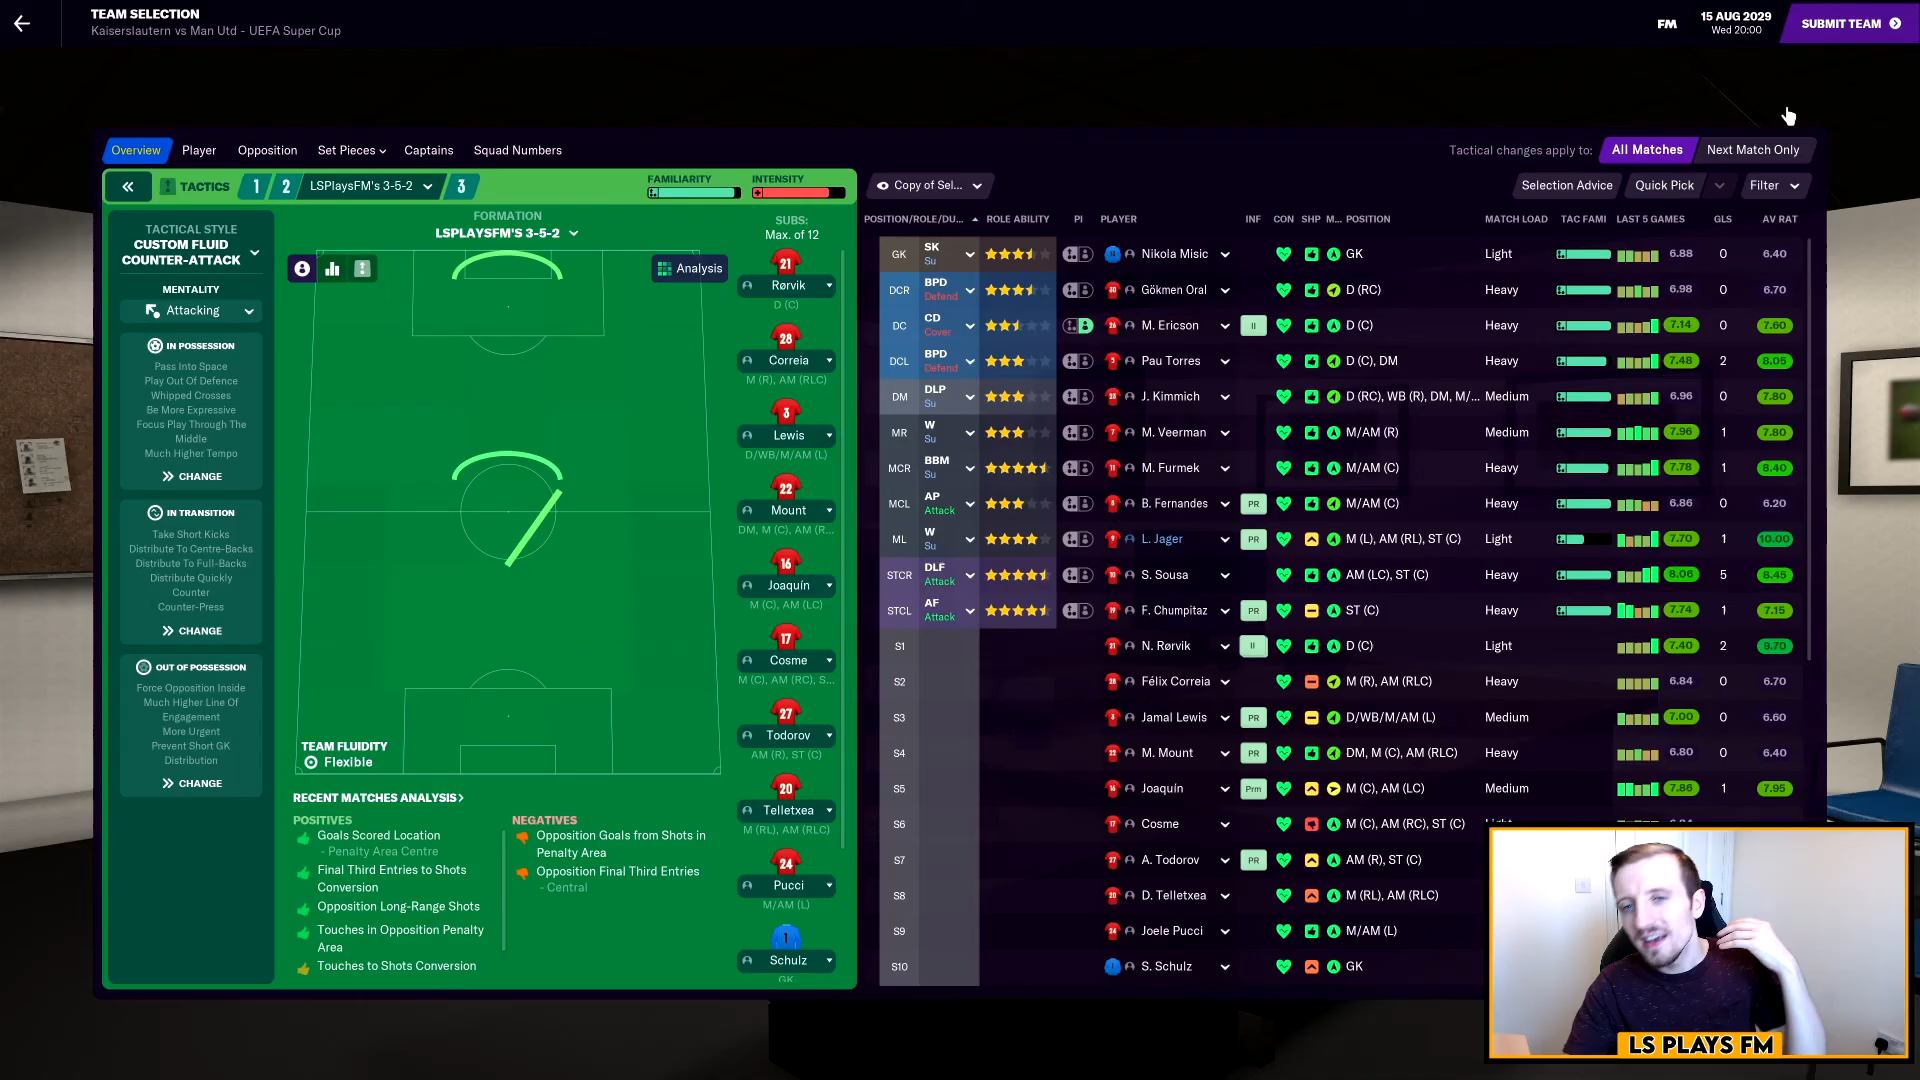 TEAM SELECTION
Kaiserslautern vs Man Utd - UEFA Super Cup
FM
15 AUG 2029
Wed 20:00
SUBMIT TEAM
Overview
Player
Opposition
Set Pieces
Captains
Squad Numbers
Tactical changes apply to:
All Matches
Next Match Only
TACTICS
1
2
LSPlaysFM's 3-5-2
3
FAMILIARITY
INTENSITY
Copy of Sel...
Selection Advice
Quick Pick
Filter
TACTICAL STYLE
CUSTOM FLUID
COUNTER-ATTACK
MENTALITY
Attacking
IN POSSESSION
Pass Into Space
Play Out Of Defence
Whipped Crosses
Be More Expressive
Focus Play Through The
Middle
Much Higher Tempo
CHANGE
IN TRANSITION
Take Short Kicks
Distribute To Centre-Backs
Distribute To Full-Backs
Distribute Quickly
Counter
Counter-Press
CHANGE
OUT OF POSSESSION
Force Opposition Inside
Much Higher Line Of
Engagement
More Urgent
Prevent Short GK
Distribution
CHANGE
FORMATION
LSPLAYSFM'S 3-5-2
Analysis
TEAM FLUIDITY
Flexible
SUBS:
Max. of 12
21
Rørvik
D (C)
28
Correia
M (R), AM (RLC)
3
Lewis
D/WB/M/AM (L)
22
Mount
DM, M (C), AM (R...
16
Joaquín
M (C), AM (LC)
17
Cosme
M (C), AM (RC), S...
27
Todorov
AM (R), ST (C)
20
Telletxea
M (RL), AM (RLC)
24
Pucci
M/AM (L)
1
Schulz
GK
RECENT MATCHES ANALYSIS>
POSITIVES
Goals Scored Location
- Penalty Area Centre
Final Third Entries to Shots
Conversion
Opposition Long-Range Shots
Touches in Opposition Penalty
Area
Touches to Shots Conversion
NEGATIVES
Opposition Goals from Shots in
Penalty Area
Opposition Final Third Entries
- Central
POSITION/ROLE/DU... ROLE ABILITY PI PLAYER INF CON SHP M... POSITION MATCH LOAD TAC FAMI LAST 5 GAMES GLS AV RAT
GK SK Su Nikola Misic GK Light 6.88 0 6.40
DCR BPD Defend Gökmen Oral D (RC) Heavy 6.98 0 6.70
DC CD Cover M. Ericson II D (C) Heavy 7.14 0 7.60
DCL BPD Defend Pau Torres D (C), DM Heavy 7.48 2 8.05
DM DLP Su J. Kimmich D (RC), WB (R), DM, M/... Medium 6.96 0 7.80
MR W Su M. Veerman M/AM (R) Medium 7.96 1 7.80
MCR BBM Su M. Furmek M/AM (C) Heavy 7.78 1 8.40
MCL AP Attack B. Fernandes PR M/AM (C) Heavy 6.86 0 6.20
ML W Su L. Jager PR M (L), AM (RL), ST (C) Light 7.70 1 10.00
STCR DLF Attack S. Sousa AM (LC), ST (C) Heavy 8.06 5 8.45
STCL AF Attack F. Chumpitaz PR ST (C) Heavy 7.74 1 7.15
S1 N. Rørvik II D (C) Light 7.40 2 9.70
S2 Félix Correia M (R), AM (RLC) Heavy 6.84 0 6.70
S3 Jamal Lewis PR D/WB/M/AM (L) Medium 7.00 0 6.60
S4 M. Mount PR DM, M (C), AM (RLC) Heavy 6.80 0 6.40
S5 Joaquín Prm M (C), AM (LC) Medium 7.86 1 7.95
S6 Cosme M (C), AM (RC), ST (C)
S7 A. Todorov PR AM (R), ST (C)
S8 D. Telletxea M (RL), AM (RLC)
S9 Joele Pucci M/AM (L)
S10 S. Schulz GK
LS PLAYS FM